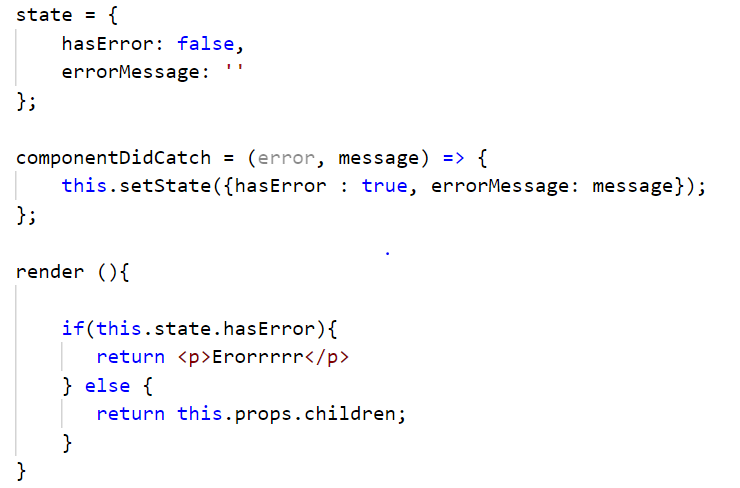 state = {
    hasError: false,
    errorMessage: ''
};
componentDidCatch = (error, message) => {
    this.setState({hasError : true, errorMessage: message});
};
render (){
    if(this.state.hasError){
       return <p>Erorrrrr</p>
    } else {
       return this.props.children;
    }
}